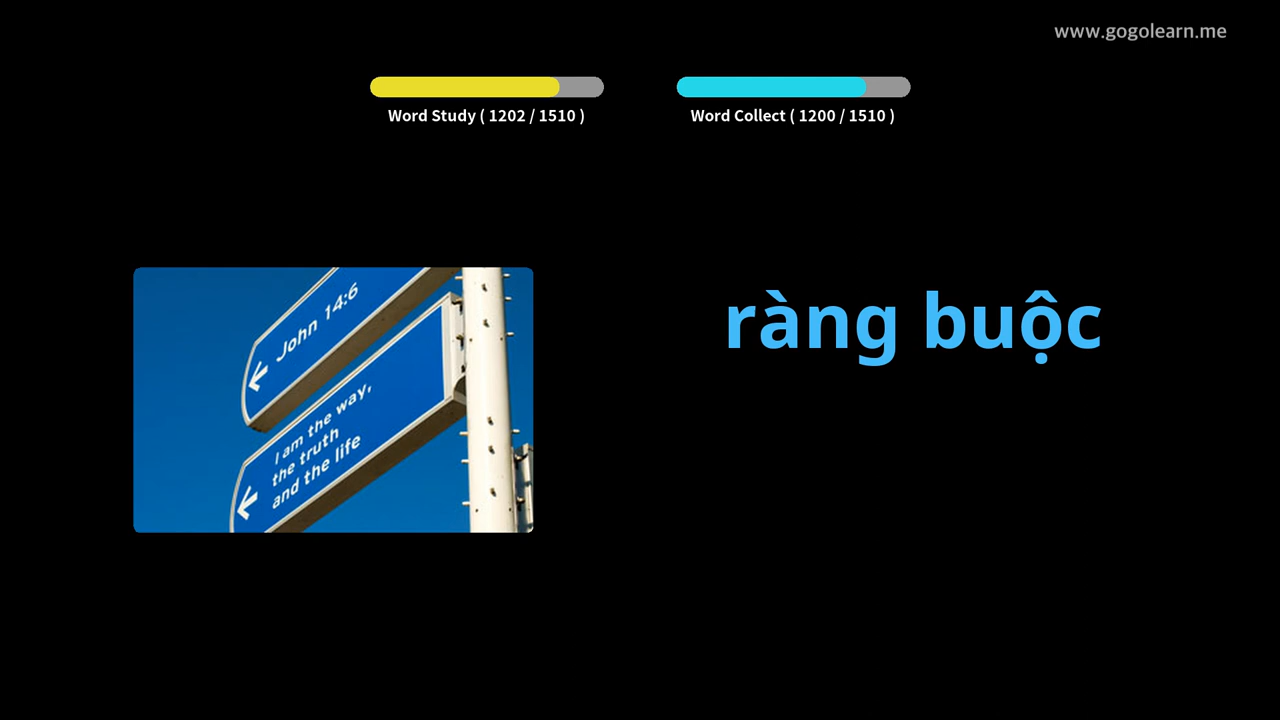 www.gogolearn.me
Word Study ( 1202 / 1510 )
Word Collect ( 1200 / 1510 )
John 14:6
I am the way,
the truth
and the life
ràng buộc